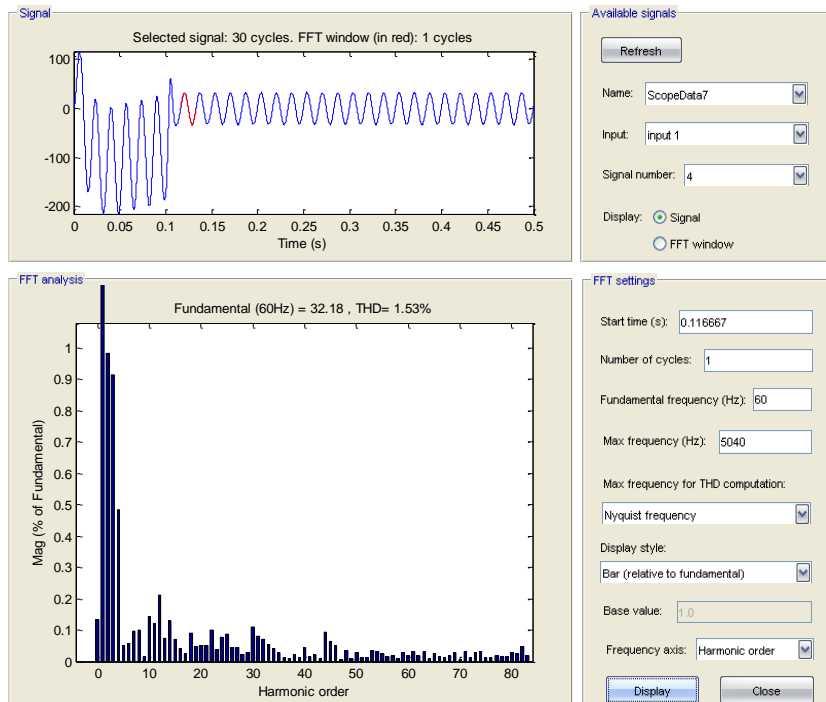 Signal
Selected signal: 30 cycles. FFT window (in red): 1 cycles
100
0
-100
-200
0 0.05 0.1 0.15 0.2 0.25 0.3 0.35 0.4 0.45 0.5
Time (s)
Available signals
Refresh
Name: ScopeData7
Input: input 1
Signal number: 4
Display: Signal
FFT window
FFT analysis
Fundamental (60Hz) = 32.18 , THD= 1.53%
1
0.9
0.8
0.7
0.6
0.5
0.4
0.3
0.2
0.1
0
Mag (% of Fundamental)
0 10 20 30 40 50 60 70 80
Harmonic order
FFT settings
Start time (s): 0.116667
Number of cycles: 1
Fundamental frequency (Hz): 60
Max frequency (Hz): 5040
Max frequency for THD computation:
Nyquist frequency
Display style:
Bar (relative to fundamental)
Base value: 1.0
Frequency axis: Harmonic order
Display Close